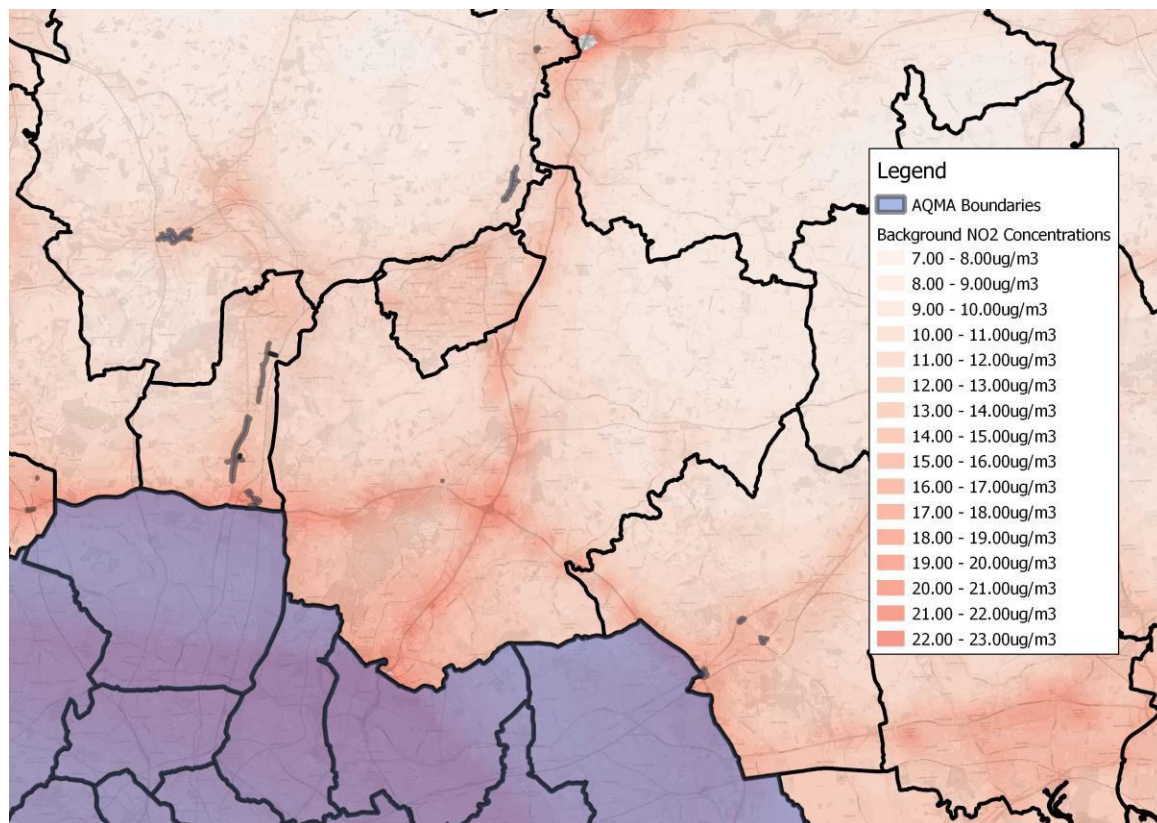 Legend
AQMA Boundaries
Background NO2 Concentrations
7.00 - 8.00ug/m3
8.00 - 9.00ug/m3
9.00 - 10.00ug/m3
10.00 - 11.00ug/m3
11.00 - 12.00ug/m3
12.00 - 13.00ug/m3
13.00 - 14.00ug/m3
14.00 - 15.00ug/m3
15.00 - 16.00ug/m3
16.00 - 17.00ug/m3
17.00 - 18.00ug/m3
18.00 - 19.00ug/m3
19.00 - 20.00ug/m3
20.00 - 21.00ug/m3
21.00 - 22.00ug/m3
22.00 - 23.00ug/m3